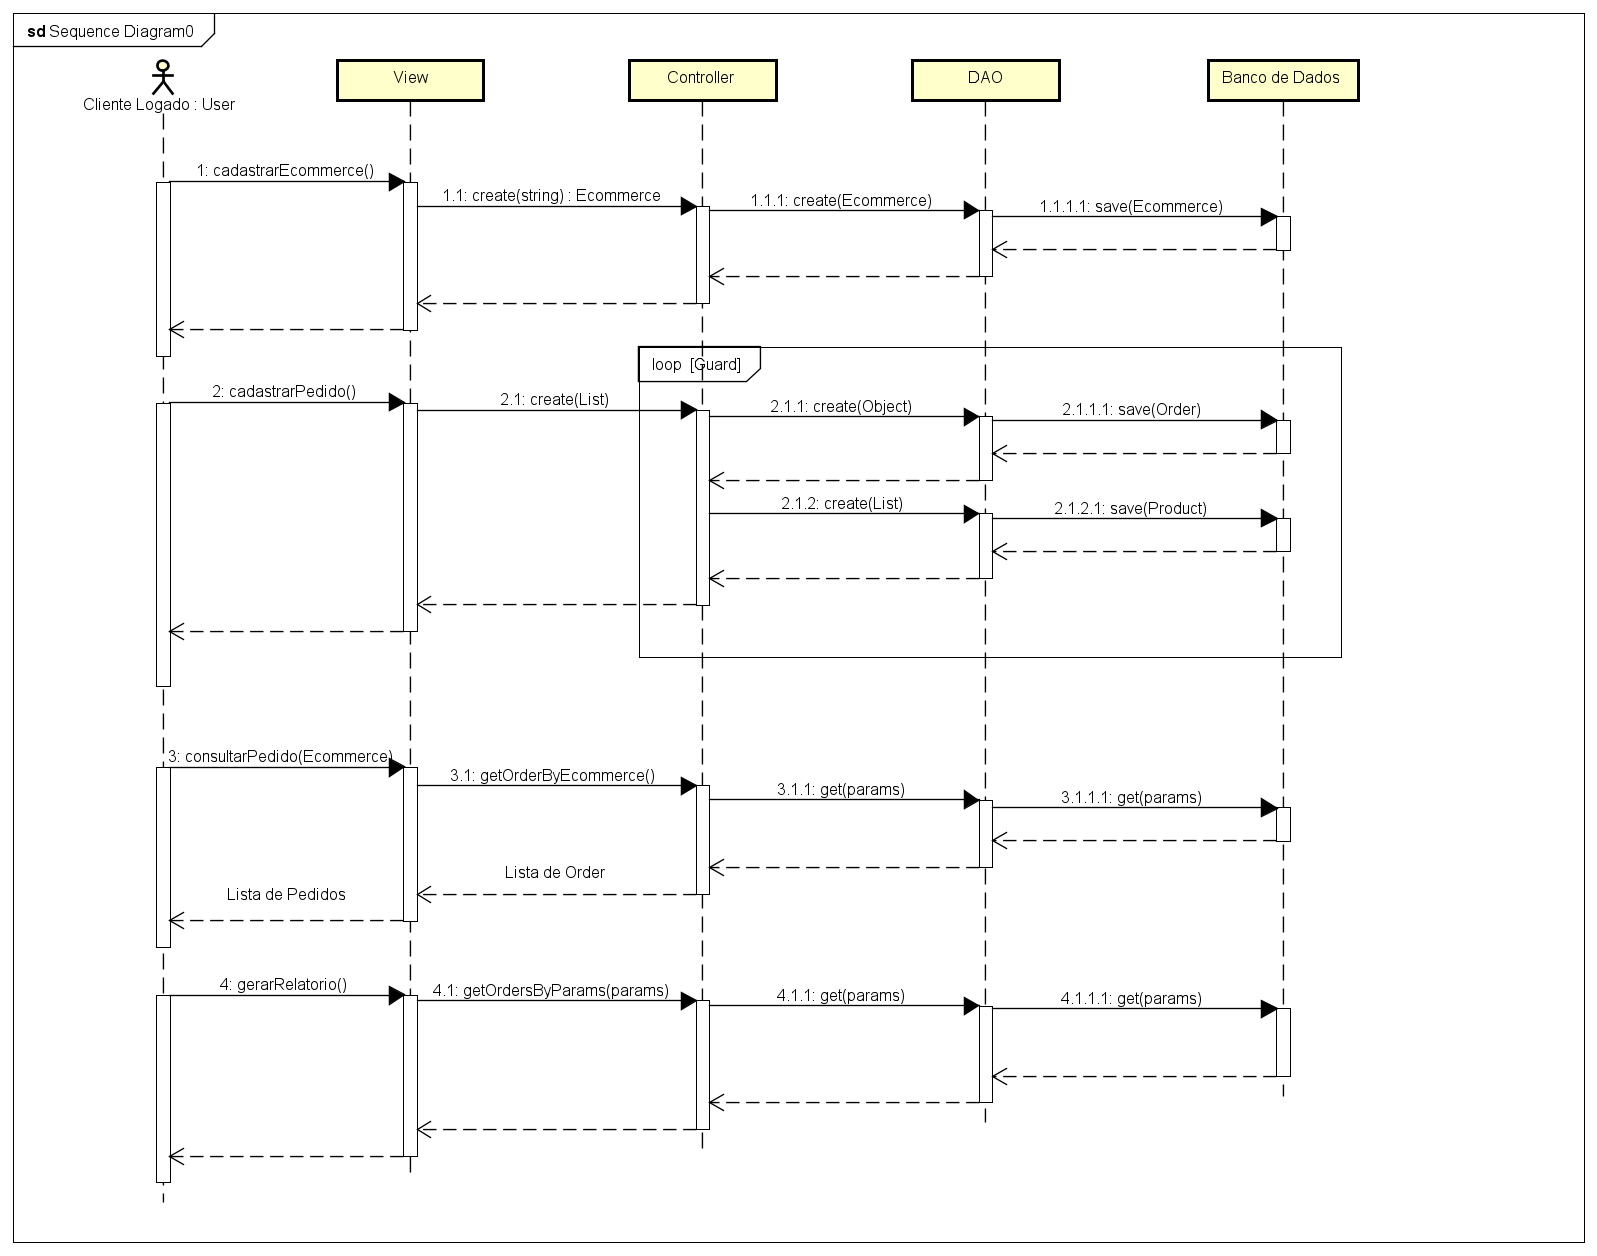 sd Sequence Diagram0
Cliente Logado : User
View
Controller
DAO
Banco de Dados
1: cadastrarEcommerce()
1.1: create(string) : Ecommerce
1.1.1: create(Ecommerce)
1.1.1.1: save(Ecommerce)
loop [Guard]
2: cadastrarPedido()
2.1: create(List)
2.1.1: create(Object)
2.1.1.1: save(Order)
2.1.2: create(List)
2.1.2.1: save(Product)
3: consultarPedido(Ecommerce)
3.1: getOrderByEcommerce()
3.1.1: get(params)
3.1.1.1: get(params)
Lista de Order
Lista de Pedidos
4: gerarRelatorio()
4.1: getOrdersByParams(params)
4.1.1: get(params)
4.1.1.1: get(params)